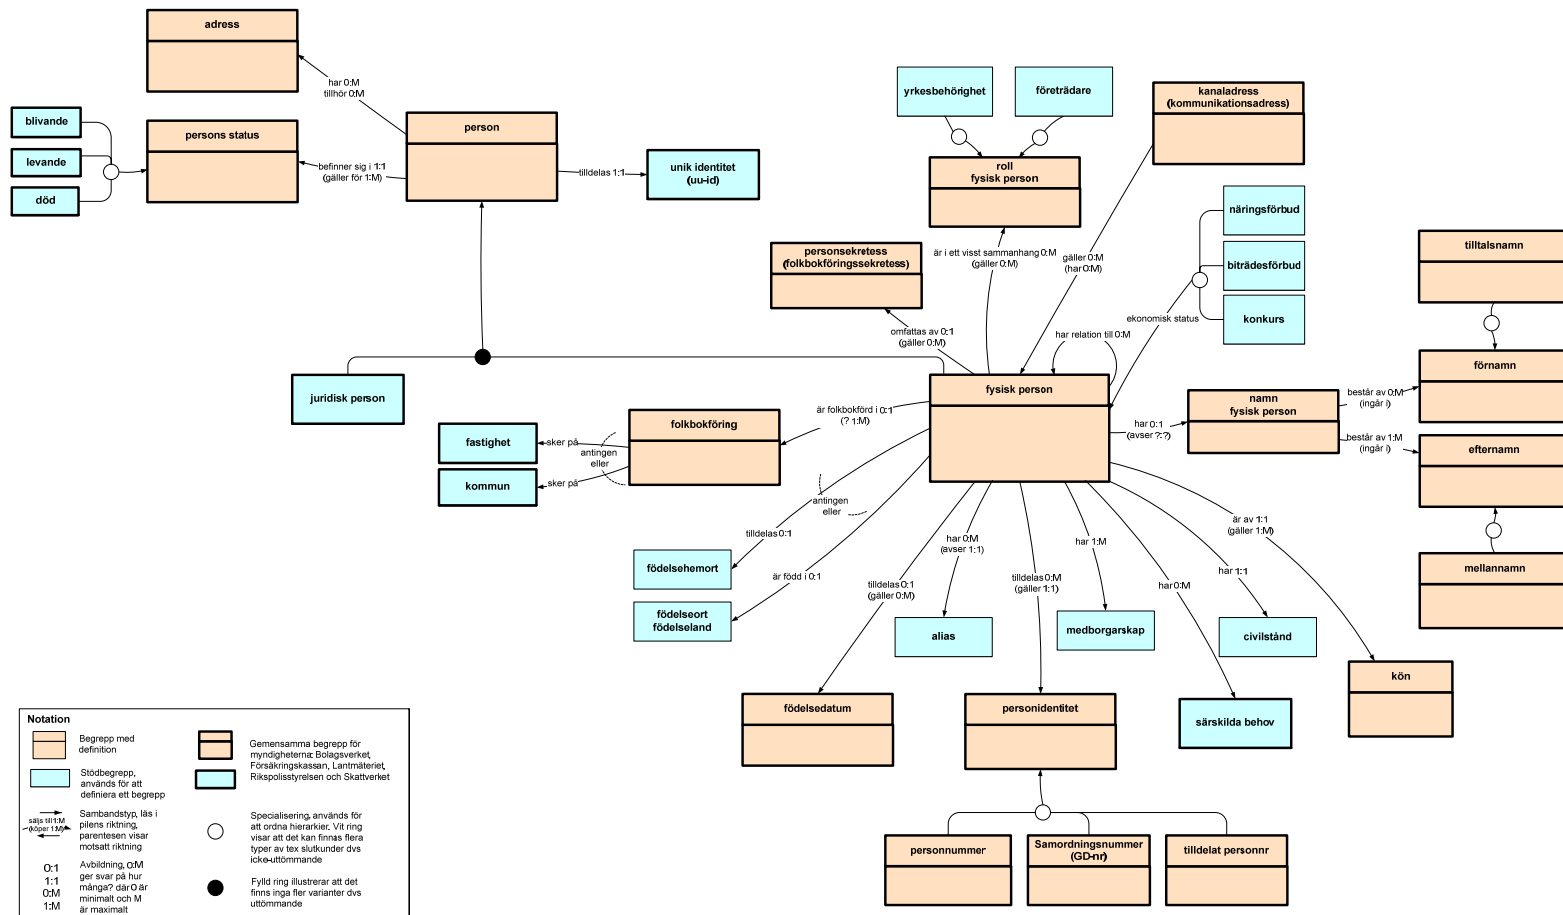 adress
har 0:M
tillhör 0:M
blivande
levande
död
persons status
befinner sig i 1:1
(gäller för 1:M)
person
tilldelas 1:1
unik identitet
(uu-id)
yrkesbehörighet
företrädare
roll
fysisk person
kanaladress
(kommunikationsadress)
är i ett visst sammanhang 0:M
(gäller 0:M)
gäller 0:M
(har 0:M)
personsekretess
(folkbokföringssekretess)
omfattas av 0:1
(gäller 0:M)
har relation till 0:M
ekonomisk status
näringsförbud
biträdesförbud
konkurs
tilltalsnamn
förnamn
juridisk person
fysisk person
namn
fysisk person
har 0:1
(avser ?:?)
består av 0:M
(ingår i)
består av 1:M
(ingår i)
efternamn
mellannamn
är folkbokförd i 0:1
(? 1:M)
folkbokföring
fastighet
kommun
sker på
sker på
antingen
eller
antingen
eller
tilldelas 0:1
är född i 0:1
födelsehemort
födelseort
födelseland
tilldelas 0:1
(gäller 0:M)
har 0:M
(avser 1:1)
tilldelas 0:M
(gäller 1:1)
har 1:M
har 0:M
har 1:1
är av 1:1
(gäller 1:M)
alias
medborgarskap
civilstånd
kön
födelsedatum
personidentitet
särskilda behov
personnummer
Samordningsnummer
(GD-nr)
tilldelat personnr
Notation
Begrepp med
definition
Stödbegrepp,
används för att
definiera ett begrepp
säljs till 1:M
(köper 1:M)
Sambandstyp, läs i
pilens riktning,
parentesen visar
motsatt riktning
0:1
1:1
0:M
1:M
Avbildning, 0:M
ger svar på hur
många? där 0 är
minimalt och M
är maximalt
Gemensamma begrepp för
myndigheterna: Bolagsverket,
Försäkringskassan, Lantmäteriet,
Rikspolisstyrelsen och Skattverket
Specialisering, används för
att ordna hierarkier. Vit ring
visar att det kan finnas flera
typer av tex slutkunder dvs
icke-uttömmande
Fylld ring illustrerar att det
finns inga fler varianter dvs
uttömmande